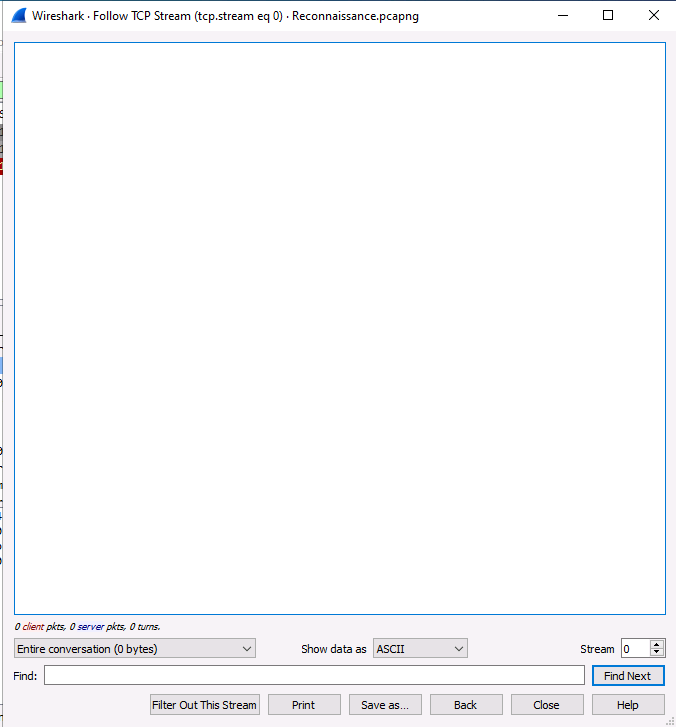 Wireshark · Follow TCP Stream (tcp.stream eq 0) · Reconnaissance.pcapng
0 client pkts, 0 server pkts, 0 turns.
Entire conversation (0 bytes) Show data as ASCII Stream 0
Find: Find Next
Filter Out This Stream Print Save as... Back Close Help